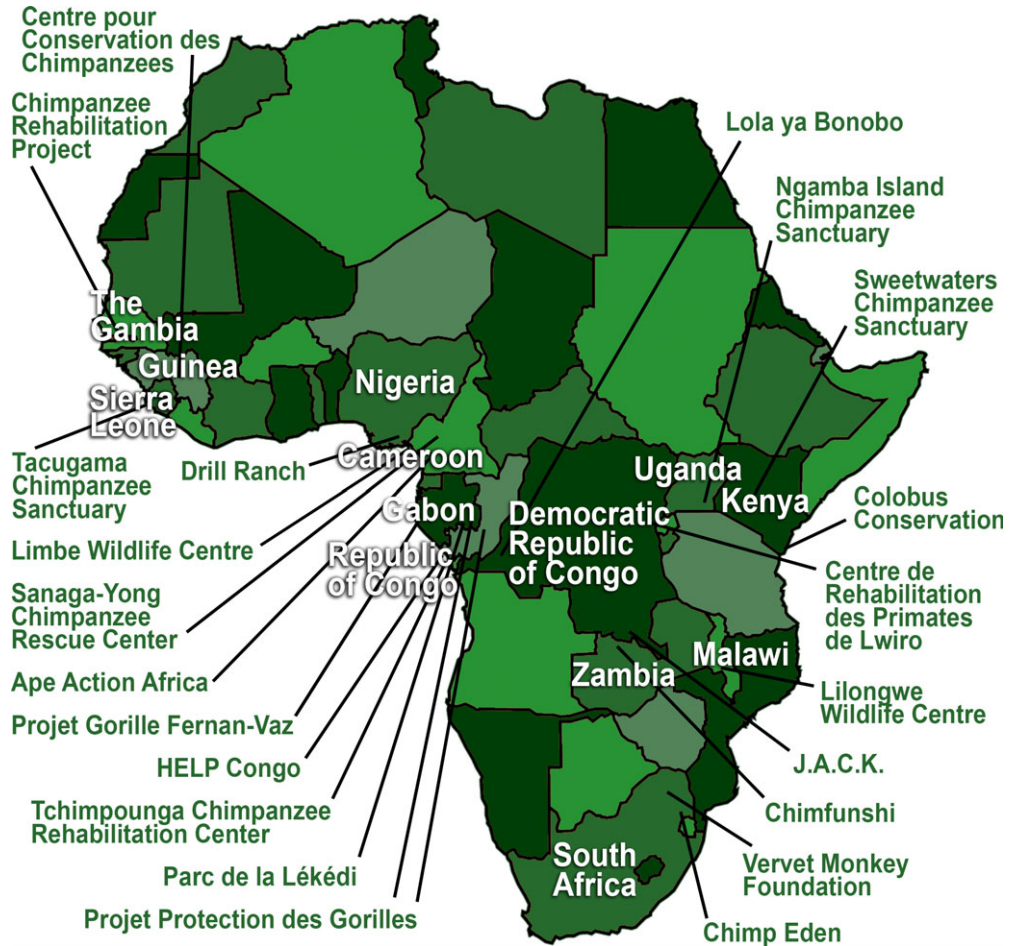 Centre pour
Conservation des
Chimpanzees
Chimpanzee
Rehabilitation
Project
Lola ya Bonobo
Ngamba Island
Chimpanzee
Sanctuary
Sweetwaters
Chimpanzee
Sanctuary
The
Gambia
Guinea
Sierra
Leone
Nigeria
Cameroon
Gabon
Republic
of Congo
Democratic
Republic
of Congo
Uganda
Kenya
Tacugama
Chimpanzee
Sanctuary
Drill Ranch
Limbe Wildlife Centre
Sanaga-Yong
Chimpanzee
Rescue Center
Ape Action Africa
Projet Gorille Fernan-Vaz
HELP Congo
Tchimpounga Chimpanzee
Rehabilitation Center
Parc de la Lékédi
Projet Protection des Gorilles
Colobus
Conservation
Centre de
Rehabilitation
des Primates
de Lwiro
Malawi
Zambia
Lilongwe
Wildlife Centre
J.A.C.K.
Chimfunshi
Vervet Monkey
Foundation
South
Africa
Chimp Eden